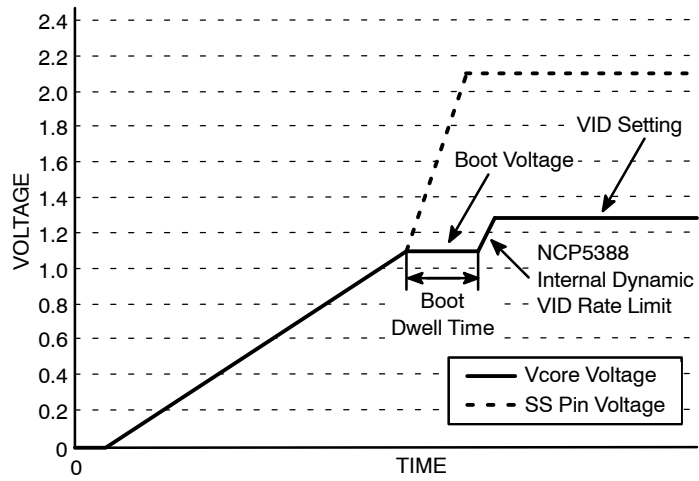 2.4
2.2
2.0
1.8
1.6
1.4
1.2
1.0
0.8
0.6
0.4
0.2
0
VOLTAGE
VID Setting
Boot Voltage
NCP5388
Internal Dynamic
VID Rate Limit
Boot
Dwell Time
Vcore Voltage
SS Pin Voltage
0
TIME